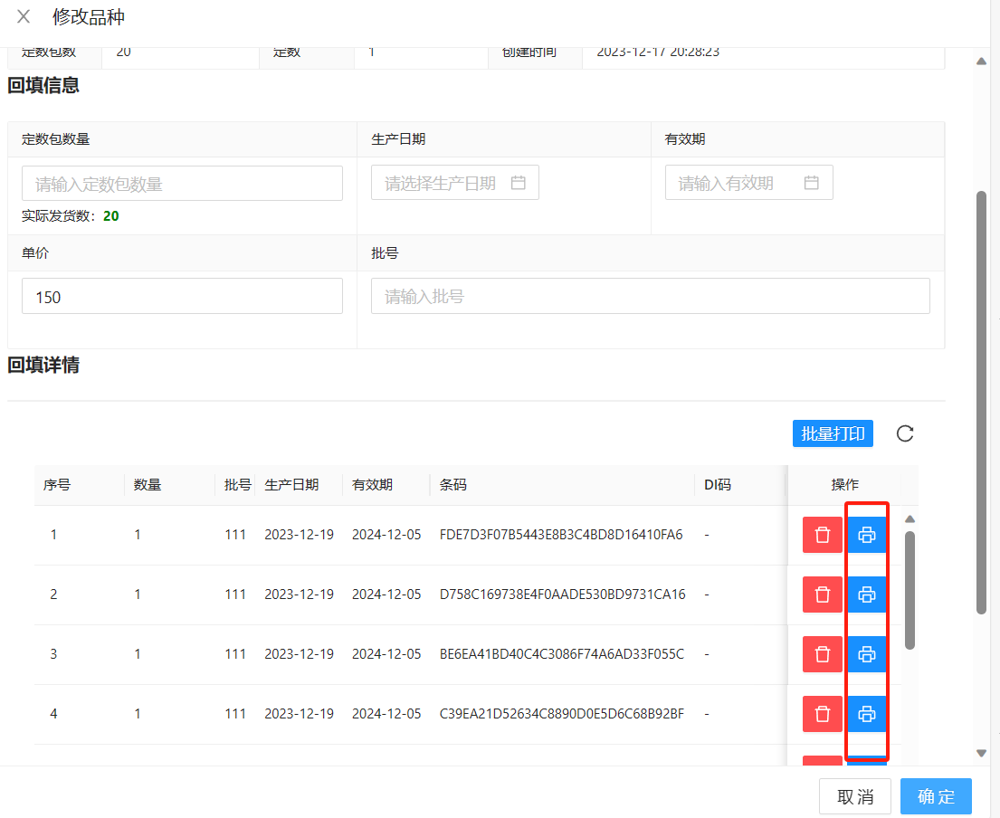 修改品种
定数包数 20 定数 1 创建时间 2023-12-17 20:28:23
回填信息
定数包数量 生产日期 有效期
请输入定数包数量 请选择生产日期 请输入有效期
实际发货数：20
单价 批号
150 请输入批号
回填详情
批量打印
序号 数量 批号 生产日期 有效期 条码 DI码 操作
1 1 111 2023-12-19 2024-12-05 FDE7D3F07B5443E8B3C4BD8D16410FA6 -
2 1 111 2023-12-19 2024-12-05 D758C169738E4F0AADE530BD9731CA16 -
3 1 111 2023-12-19 2024-12-05 BE6EA41BD40C4C3086F74A6AD33F055C -
4 1 111 2023-12-19 2024-12-05 C39EA21D52634C8890D0E5D6C68B92BF -
取消 确定